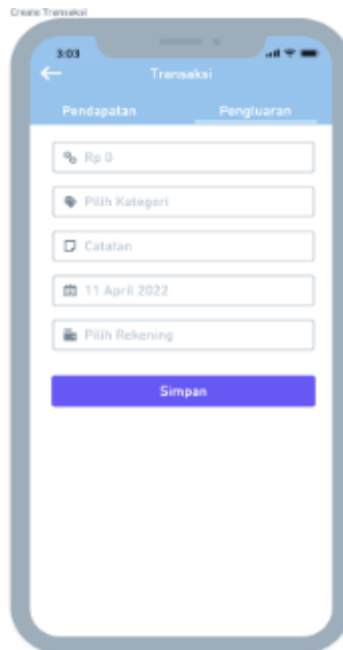 Create Transaksi
3:03
Transaksi
Pendapatan Pengluaran
Rp 0
Pilih Kategori
Catatan
11 April 2022
Pilih Rekening
Simpan